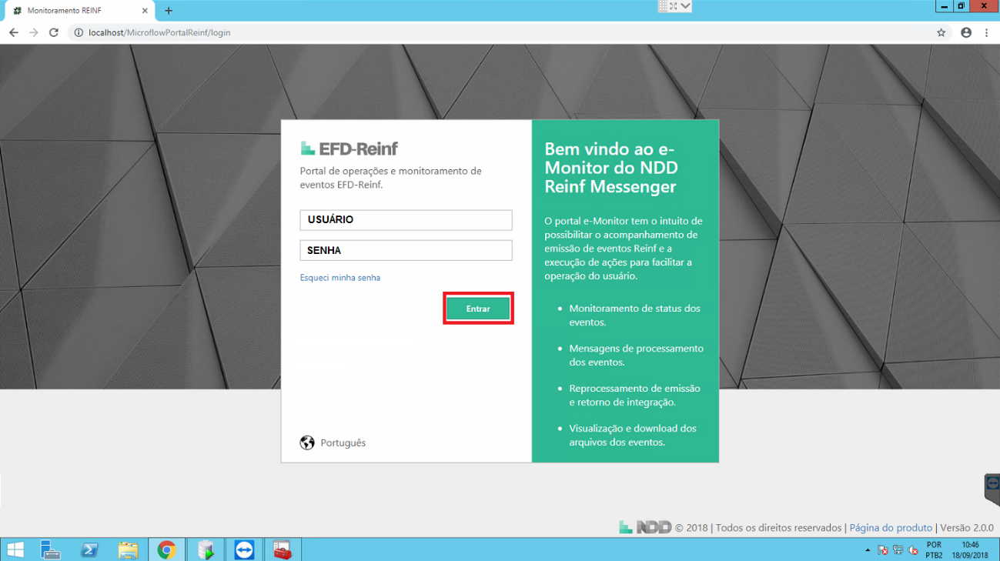 Monitoramento REINF
localhost/MicroflowPortalReinf/login
EFD-Reinf
Portal de operações e monitoramento de
eventos EFD-Reinf.
USUÁRIO
SENHA
Esqueci minha senha
Entrar
Português
Bem vindo ao e-
Monitor do NDD
Reinf Messenger
O portal e-Monitor tem o intuito de
possibilitar o acompanhamento de
emissão de eventos Reinf e a
execução de ações para facilitar a
operação do usuário.
• Monitoramento de status dos
eventos.
• Mensagens de processamento
dos eventos.
• Reprocessamento de emissão
e retorno de integração.
• Visualização e download dos
arquivos dos eventos.
NDD © 2018 | Todos os direitos reservados | Página do produto | Versão 2.0.0
POR 10:46
PTB2 18/09/2018